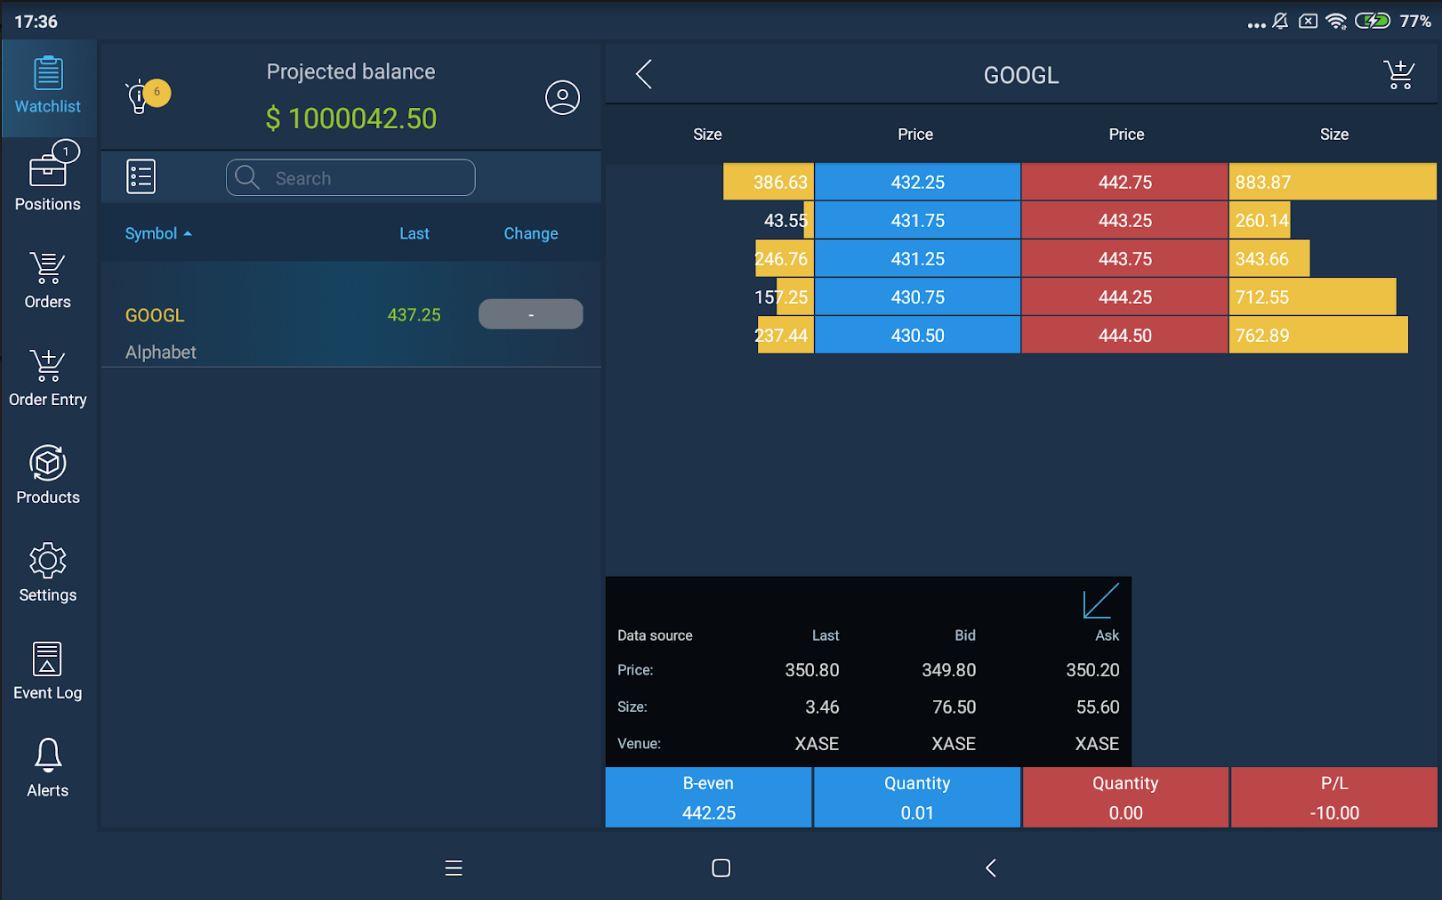 17:36
77%
Watchlist
1
Positions
Orders
Order Entry
Products
Settings
Event Log
Alerts
6
Projected balance
$ 1000042.50
Search
Symbol Last Change
GOOGL 437.25 -
Alphabet
GOOGL
Size Price Price Size
386.63 432.25 442.75 883.87
43.55 431.75 443.25 260.14
246.76 431.25 443.75 343.66
157.25 430.75 444.25 712.55
237.44 430.50 444.50 762.89
Data source Last Bid Ask
Price: 350.80 349.80 350.20
Size: 3.46 76.50 55.60
Venue: XASE XASE XASE
B-even Quantity Quantity P/L
442.25 0.01 0.00 -10.00